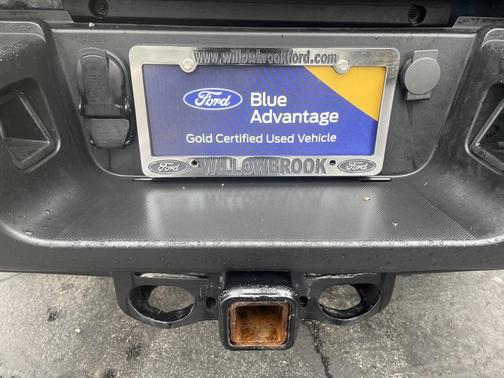 www.willowbrookford.com
Ford
Blue
Advantage
Gold Certified Used Vehicle
Ford WILLOWBROOK Ford